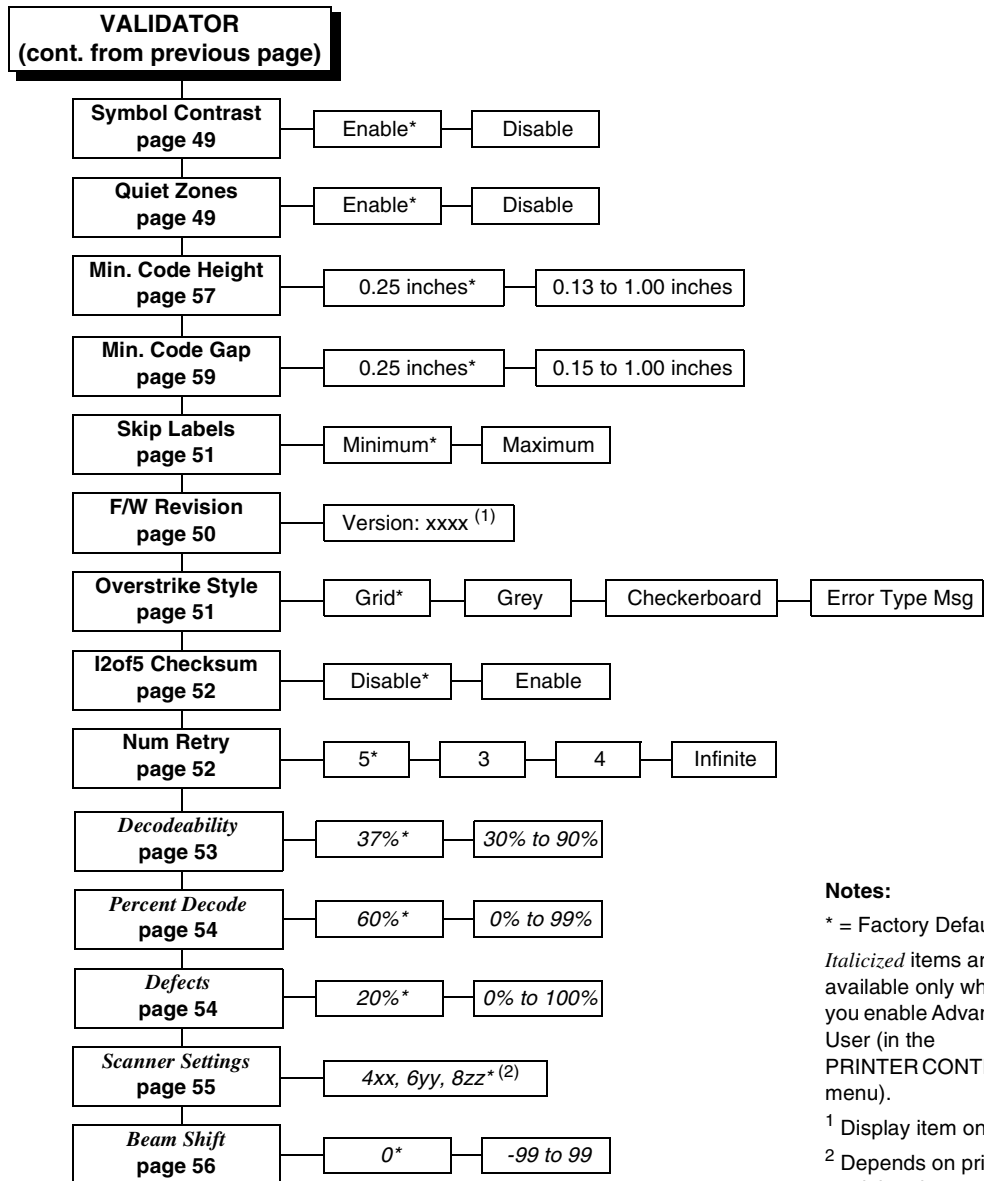 VALIDATOR
(cont. from previous page)
Symbol Contrast
page 49
Enable*
Disable
Quiet Zones
page 49
Enable*
Disable
Min. Code Height
page 57
0.25 inches*
0.13 to 1.00 inches
Min. Code Gap
page 59
0.25 inches*
0.15 to 1.00 inches
Skip Labels
page 51
Minimum*
Maximum
F/W Revision
page 50
Version: xxxx (1)
Overstrike Style
page 51
Grid*
Grey
Checkerboard
Error Type Msg
I2of5 Checksum
page 52
Disable*
Enable
Num Retry
page 52
5*
3
4
Infinite
Decodeability
page 53
37%*
30% to 90%
Percent Decode
page 54
60%*
0% to 99%
Defects
page 54
20%*
0% to 100%
Scanner Settings
page 55
4xx, 6yy, 8zz* (2)
Beam Shift
page 56
0*
-99 to 99
Notes:
* = Factory
Italicized items
available only
you enable
User (in the
PRINTER
menu).
1 Display item
2 Depends on